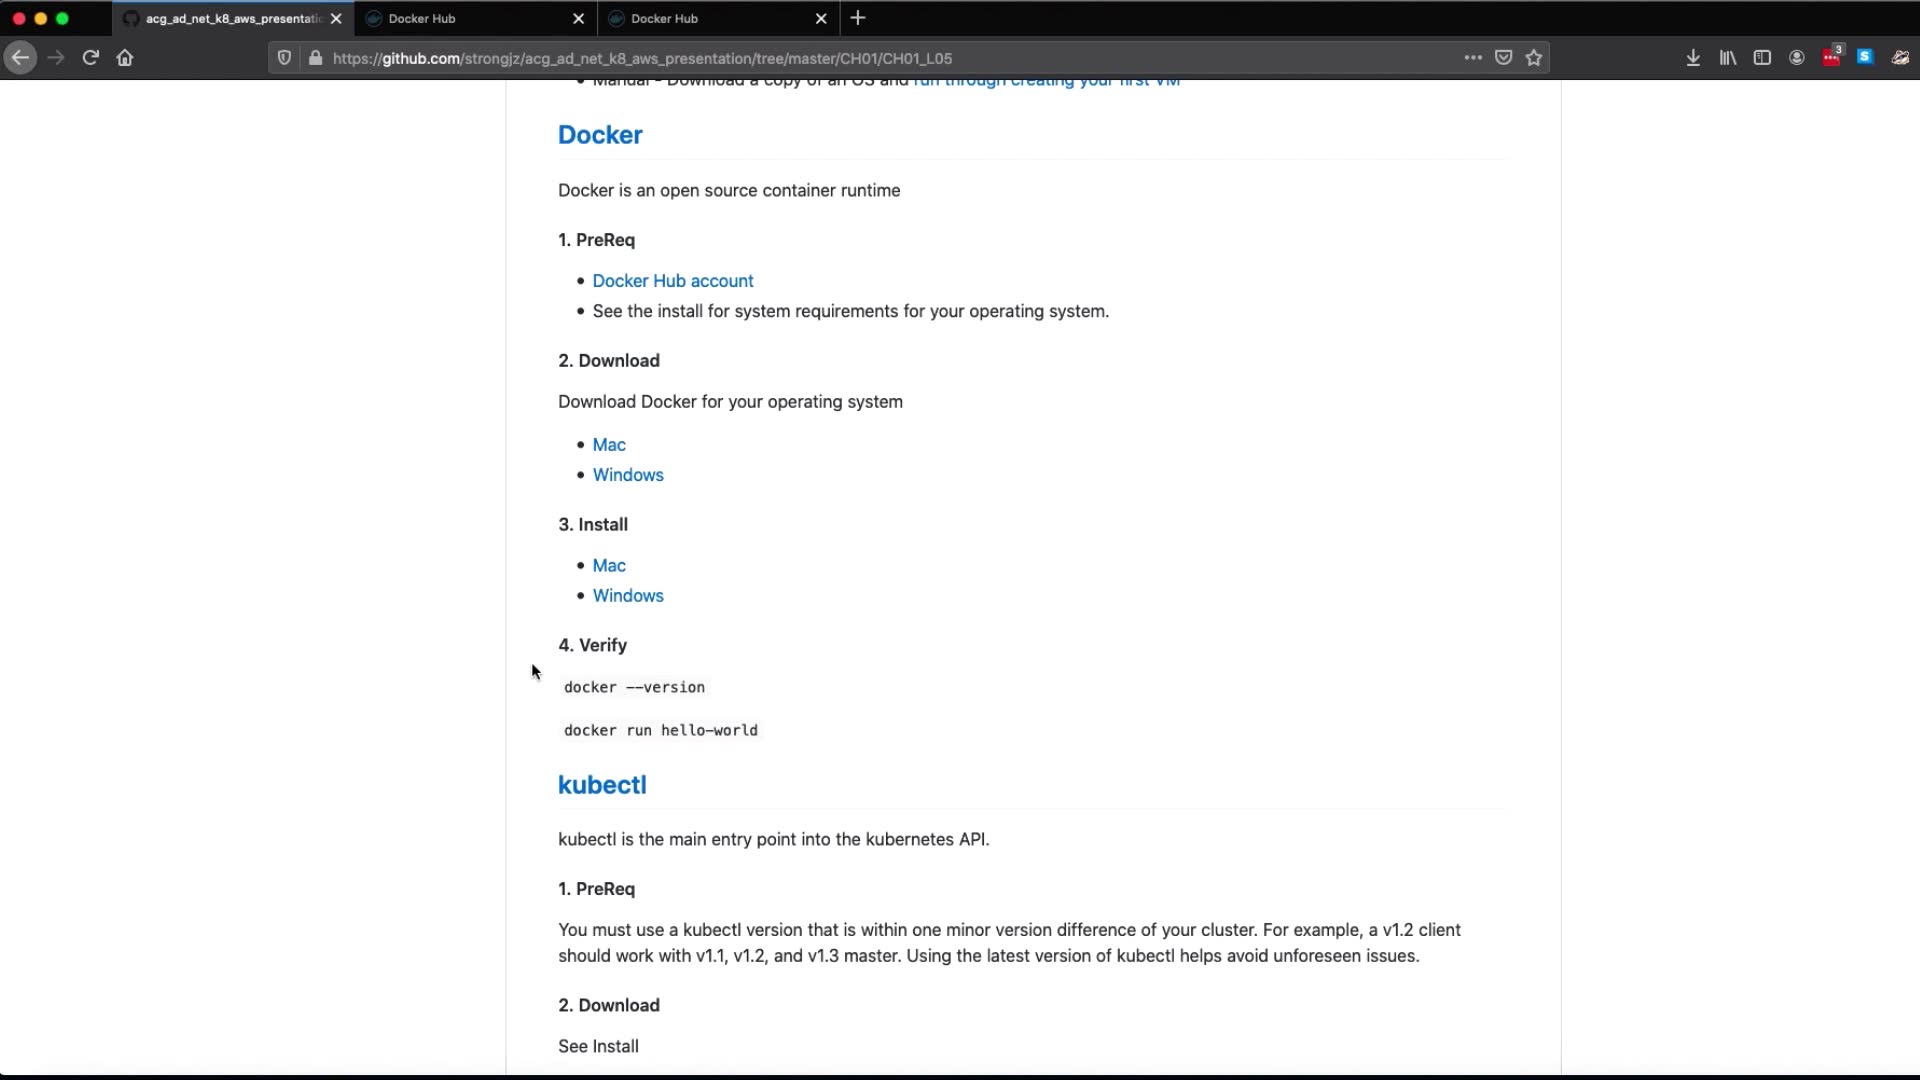 acg_ad_net_k8_aws_presentatic
Docker Hub
Docker Hub
https://github.com/strongjz/acg_ad_net_k8_aws_presentation/tree/master/CH01/CH01_L05
3
S
• Manual - Download a copy of an OS and run through creating your first VM
Docker
Docker is an open source container runtime
1. PreReq
• Docker Hub account
• See the install for system requirements for your operating system.
2. Download
Download Docker for your operating system
• Mac
• Windows
3. Install
• Mac
• Windows
4. Verify
docker --version
docker run hello-world
kubectl
kubectl is the main entry point into the kubernetes API.
1. PreReq
You must use a kubectl version that is within one minor version difference of your cluster. For example, a v1.2 client
should work with v1.1, v1.2, and v1.3 master. Using the latest version of kubectl helps avoid unforeseen issues.
2. Download
See Install